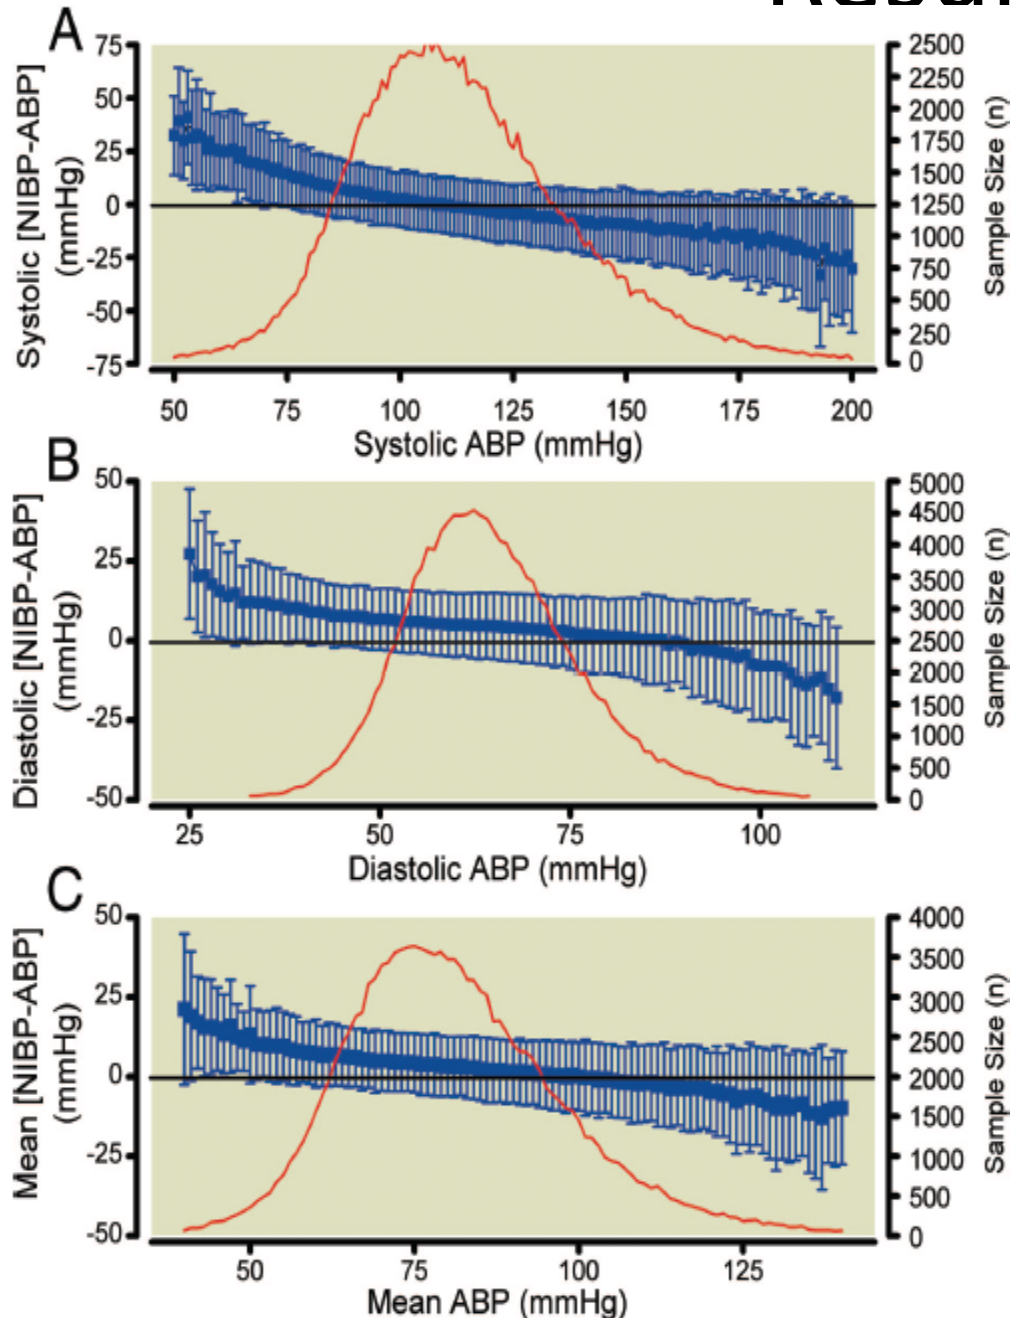 A
Systolic [NIBP-ABP]
(mmHg)
75
50
25
0
-25
-50
-75
2500
2250
2000
1750
1500
1250
1000
750
500
250
0
Sample Size (n)
50 75 100 125 150 175 200
Systolic ABP (mmHg)
B
Diastolic [NIBP-ABP]
(mmHg)
50
25
0
-25
-50
5000
4500
4000
3500
3000
2500
2000
1500
1000
500
0
Sample Size (n)
25 50 75 100
Diastolic ABP (mmHg)
C
Mean [NIBP-ABP]
(mmHg)
50
25
0
-25
-50
4000
3500
3000
2500
2000
1500
1000
500
0
Sample Size (n)
50 75 100 125
Mean ABP (mmHg)